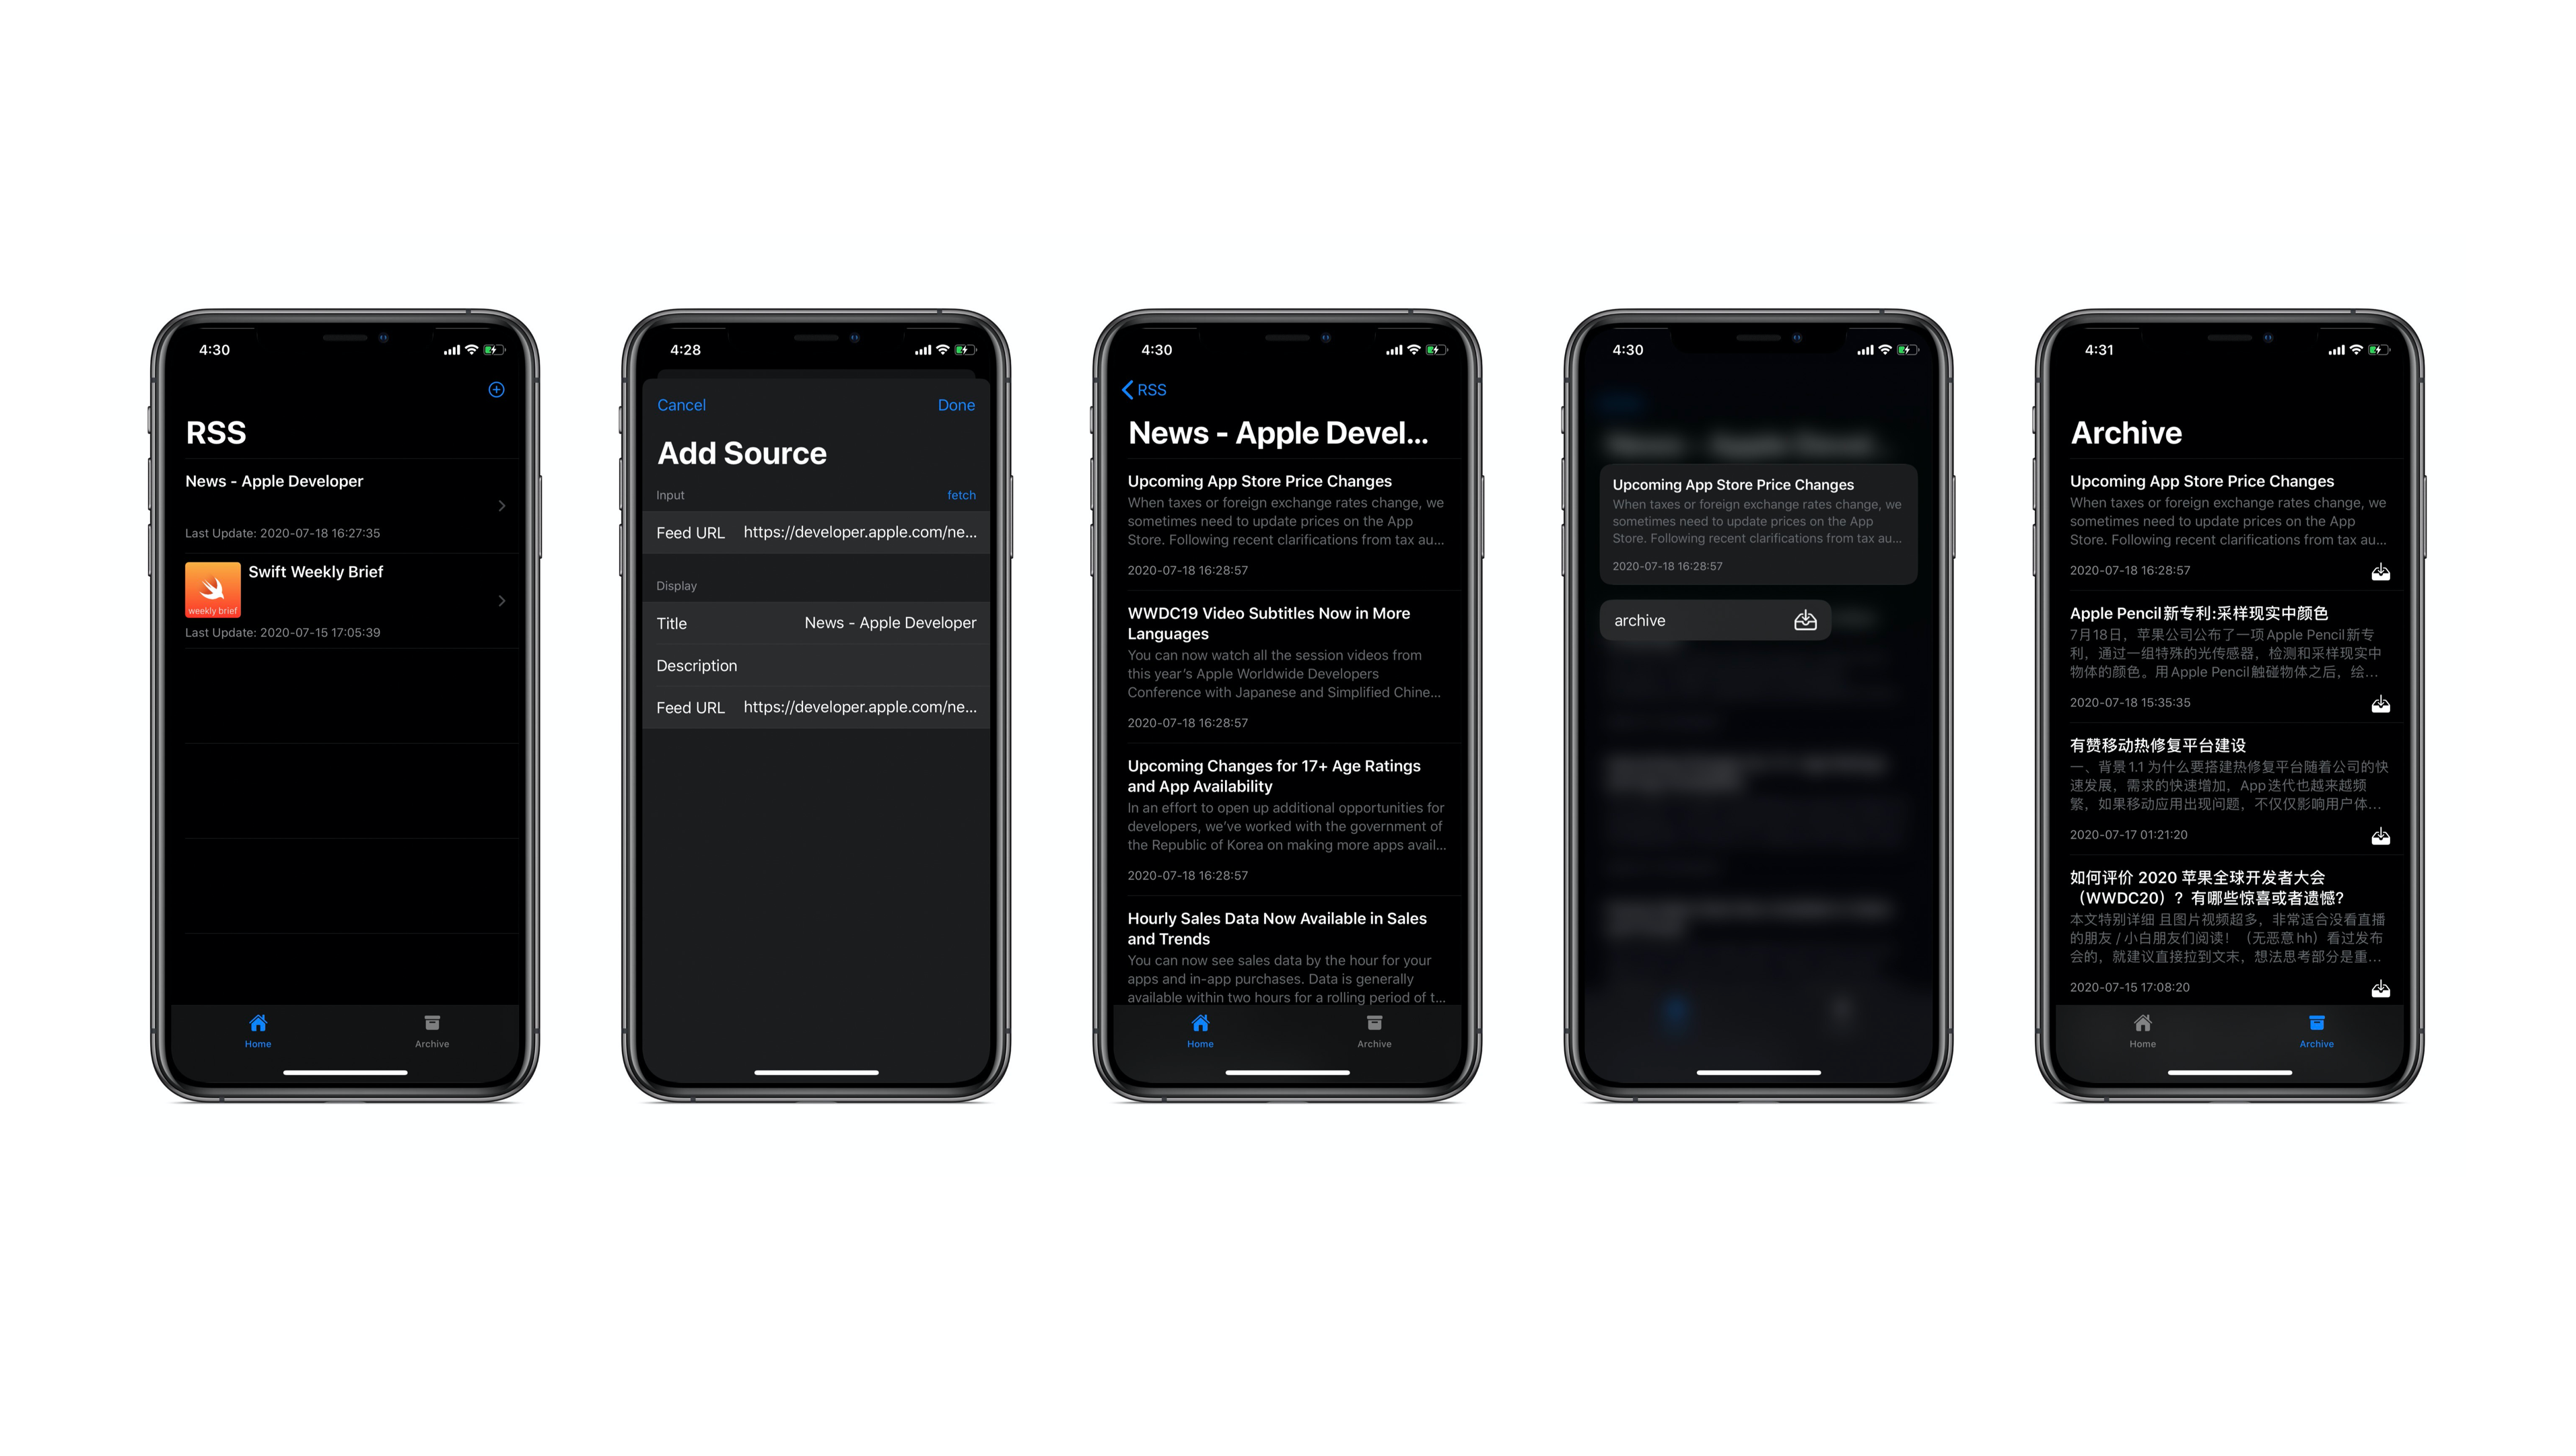 4:30
RSS
News - Apple Developer
Last Update: 2020-07-18 16:27:35
Swift Weekly Brief
weekly brief
Last Update: 2020-07-15 17:05:39
Home
Archive
4:28
Cancel
Done
Add Source
Input
fetch
Feed URL
https://developer.apple.com/ne...
Display
Title
News - Apple Developer
Description
Feed URL
https://developer.apple.com/ne...
4:30
RSS
News - Apple Devel...
Upcoming App Store Price Changes
When taxes or foreign exchange rates change, we
sometimes need to update prices on the App
Store. Following recent clarifications from tax au...
2020-07-18 16:28:57
WWDC19 Video Subtitles Now in More
Languages
You can now watch all the session videos from
this year's Apple Worldwide Developers
Conference with Japanese and Simplified Chine...
2020-07-18 16:28:57
Upcoming Changes for 17+ Age Ratings
and App Availability
In an effort to open up additional opportunities for
developers, we've worked with the government of
the Republic of Korea on making more apps avail...
2020-07-18 16:28:57
Hourly Sales Data Now Available in Sales
and Trends
You can now see sales data by the hour for your
apps and in-app purchases. Data is generally
available within two hours for a rolling period of t...
Home
Archive
4:30
Upcoming App Store Price Changes
When taxes or foreign exchange rates change, we
sometimes need to update prices on the App
Store. Following recent clarifications from tax au...
2020-07-18 16:28:57
archive
4:31
Archive
Upcoming App Store Price Changes
When taxes or foreign exchange rates change, we
sometimes need to update prices on the App
Store. Following recent clarifications from tax au...
2020-07-18 16:28:57
Apple Pencil新专利:采样现实中颜色
7月18日，苹果公司公布了一项Apple Pencil新专
利，通过一组特殊的光传感器，检测和采样现实中
物体的颜色。用Apple Pencil触碰物体之后，绘...
2020-07-18 15:35:35
有赞移动热修复平台建设
一、背景 1.1 为什么要搭建热修复平台随着公司的快
速发展，需求的快速增加，App 迭代也越来越频
繁，如果移动应用出现问题，不仅仅影响用户体...
2020-07-17 01:21:20
如何评价 2020 苹果全球开发者大会
（WWDC20）？有哪些惊喜或者遗憾？
本文特别详细 且图片视频超多，非常适合没看直播
的朋友 / 小白朋友们阅读！（无恶意 hh）看过发布
会的，就建议直接拉到文末，想法思考部分是重...
2020-07-15 17:08:20
Home
Archive